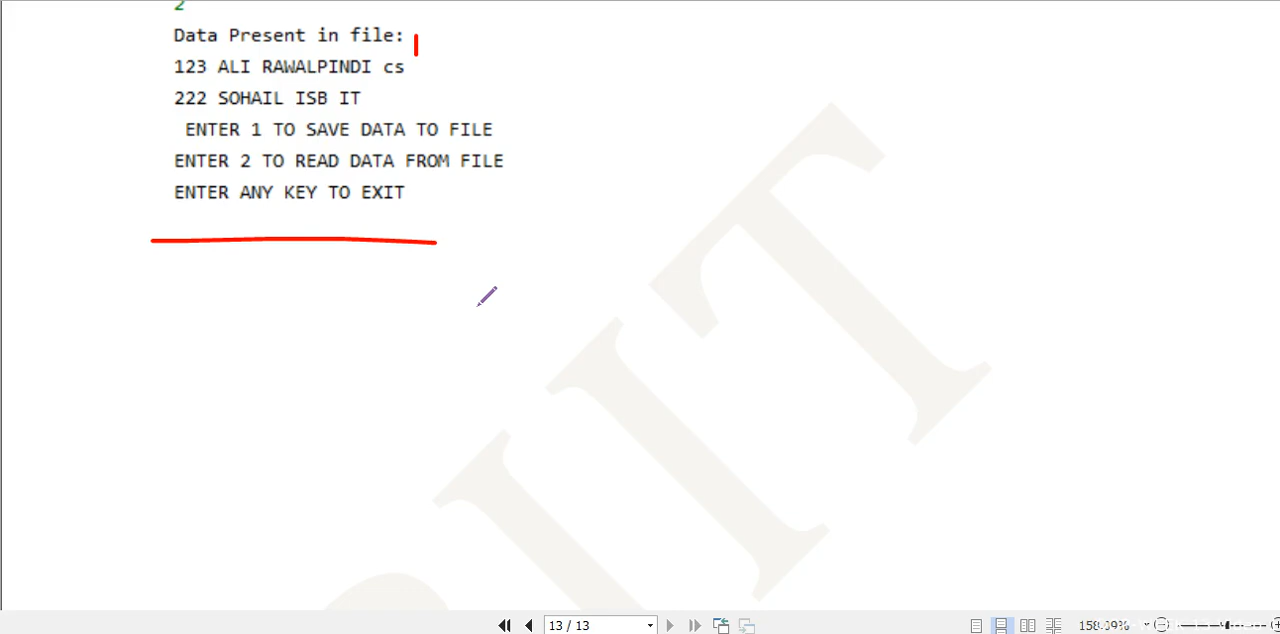 2
Data Present in file:
123 ALI RAWALPINDI cs
222 SOHAIL ISB IT
ENTER 1 TO SAVE DATA TO FILE
ENTER 2 TO READ DATA FROM FILE
ENTER ANY KEY TO EXIT
13 / 13